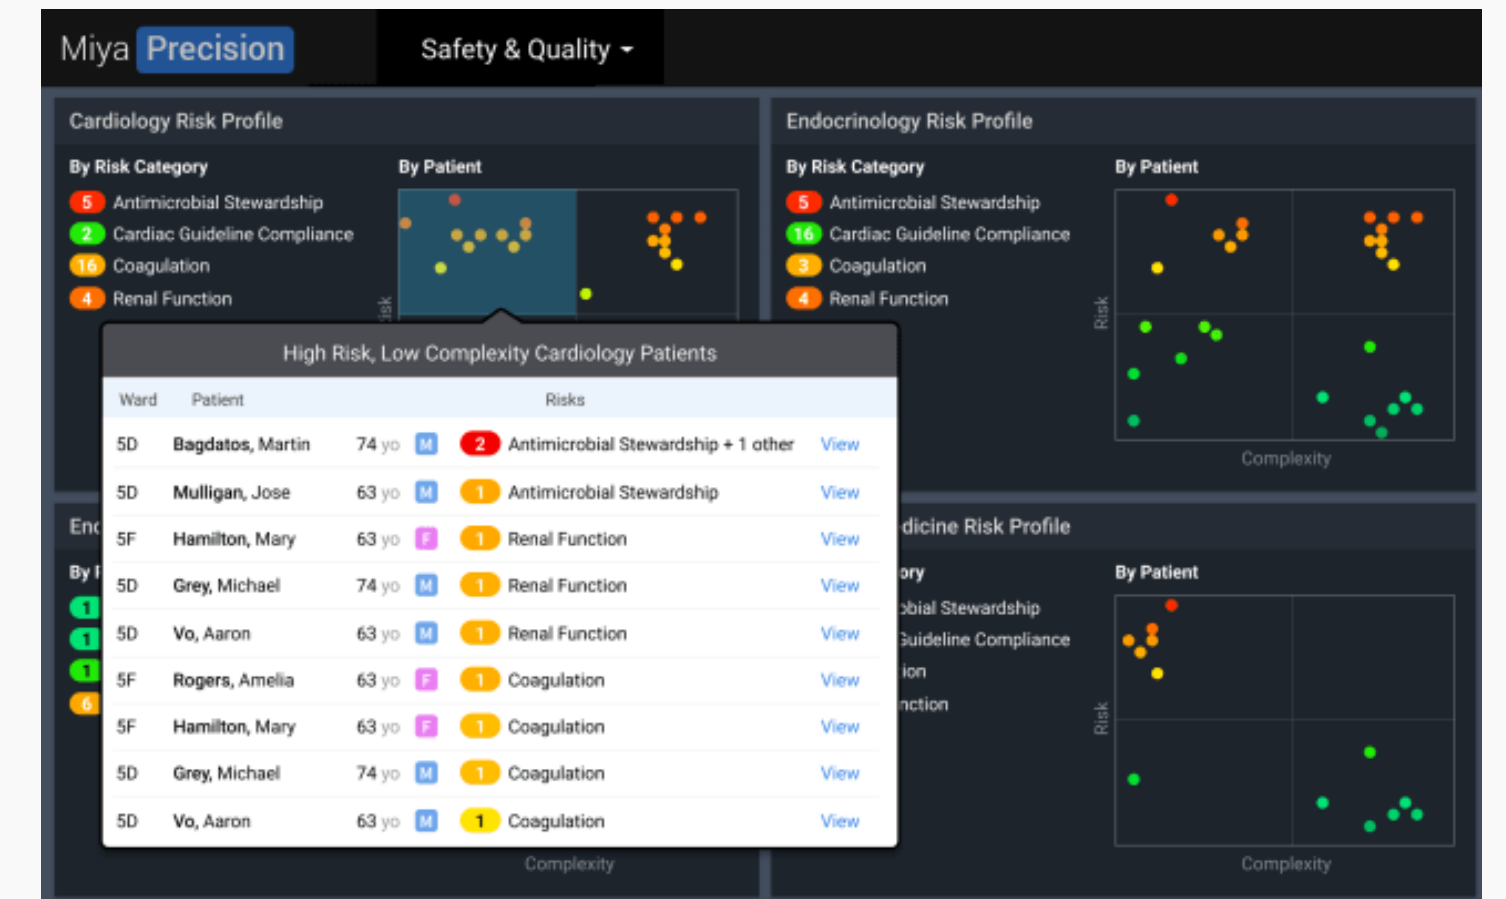 Miya Precision
Safety & Quality
Cardiology Risk Profile
By Risk Category
By Patient
5 Antimicrobial Stewardship
2 Cardiac Guideline Compliance
16 Coagulation
4 Renal Function
Endocrinology Risk Profile
By Risk Category
By Patient
5 Antimicrobial Stewardship
16 Cardiac Guideline Compliance
3 Coagulation
4 Renal Function
Risk
Complexity
High Risk, Low Complexity Cardiology Patients
Ward Patient Risks
5D Bagdatos, Martin 74 yo M 2 Antimicrobial Stewardship + 1 other View
5D Mulligan, Jose 63 yo M 1 Antimicrobial Stewardship View
5F Hamilton, Mary 63 yo F 1 Renal Function View
5D Grey, Michael 74 yo M 1 Renal Function View
5D Vo, Aaron 63 yo M 1 Renal Function View
5F Rogers, Amelia 63 yo F 1 Coagulation View
5F Hamilton, Mary 63 yo F 1 Coagulation View
5D Grey, Michael 74 yo M 1 Coagulation View
5D Vo, Aaron 63 yo M 1 Coagulation View
By
1
1
1
6
Complexity
Risk Profile
By Patient
Stewardship
Compliance
Risk
Complexity